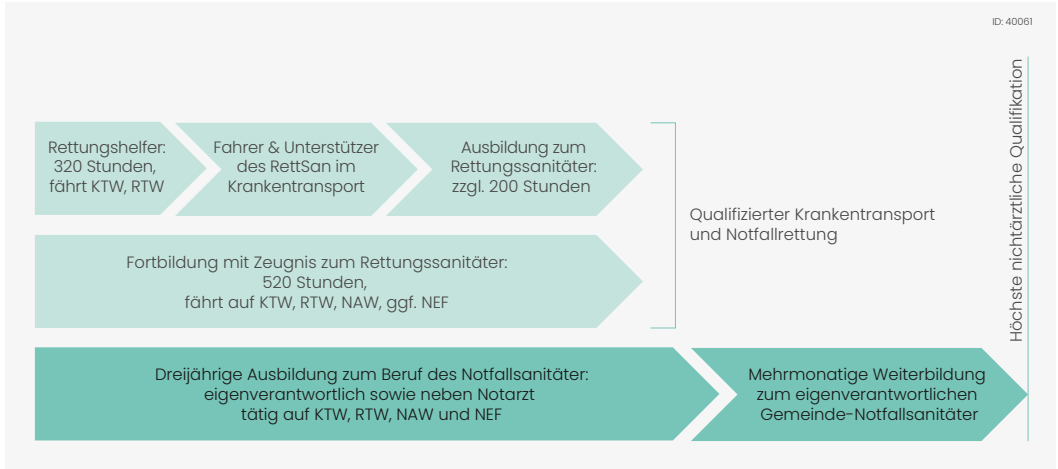 ID: 40061
Rettungshelfer:
320 Stunden,
fährt KTW, RTW
Fahrer & Unterstützer
des RettSan im
Krankentransport
Ausbildung zum
Rettungssanitäter:
zzgl. 200 Stunden
Fortbildung mit Zeugnis zum Rettungssanitäter:
520 Stunden,
fährt auf KTW, RTW, NAW, ggf. NEF
Qualifizierter Krankentransport
und Notfallrettung
Dreijährige Ausbildung zum Beruf des Notfallsanitäter:
eigenverantwortlich sowie neben Notarzt
tätig auf KTW, RTW, NAW und NEF
Mehrmonatige Weiterbildung
zum eigenverantwortlichen
Gemeinde-Notfallsanitäter
Höchste nichtärztliche Qualifikation